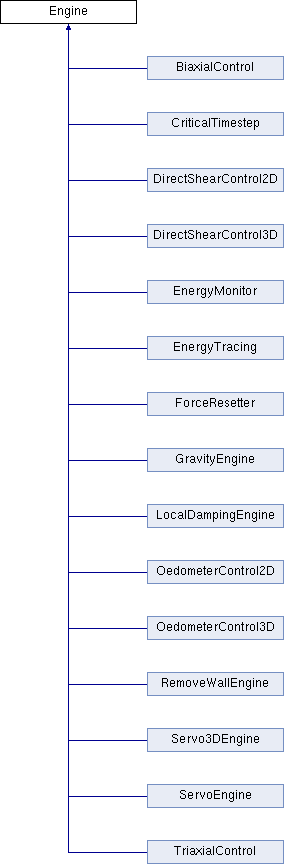 Engine
BiaxialControl
CriticalTimestep
DirectShearControl2D
DirectShearControl3D
EnergyMonitor
EnergyTracing
ForceResetter
GravityEngine
LocalDampingEngine
OedometerControl2D
OedometerControl3D
RemoveWallEngine
Servo3DEngine
ServoEngine
TriaxialControl